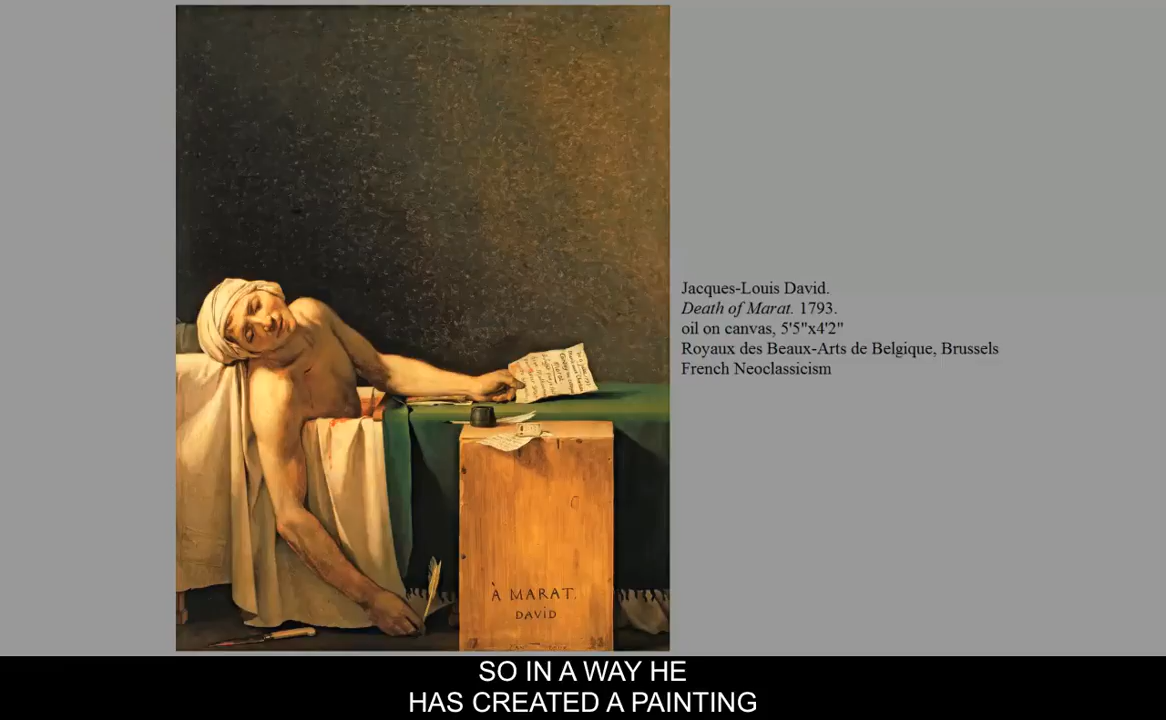 Jacques-Louis David.
Death of Marat. 1793.
oil on canvas, 5'5"x4'2"
Royaux des Beaux-Arts de Belgique, Brussels
French Neoclassicism
À MARAT.
DAVID
SO IN A WAY HE
HAS CREATED A PAINTING